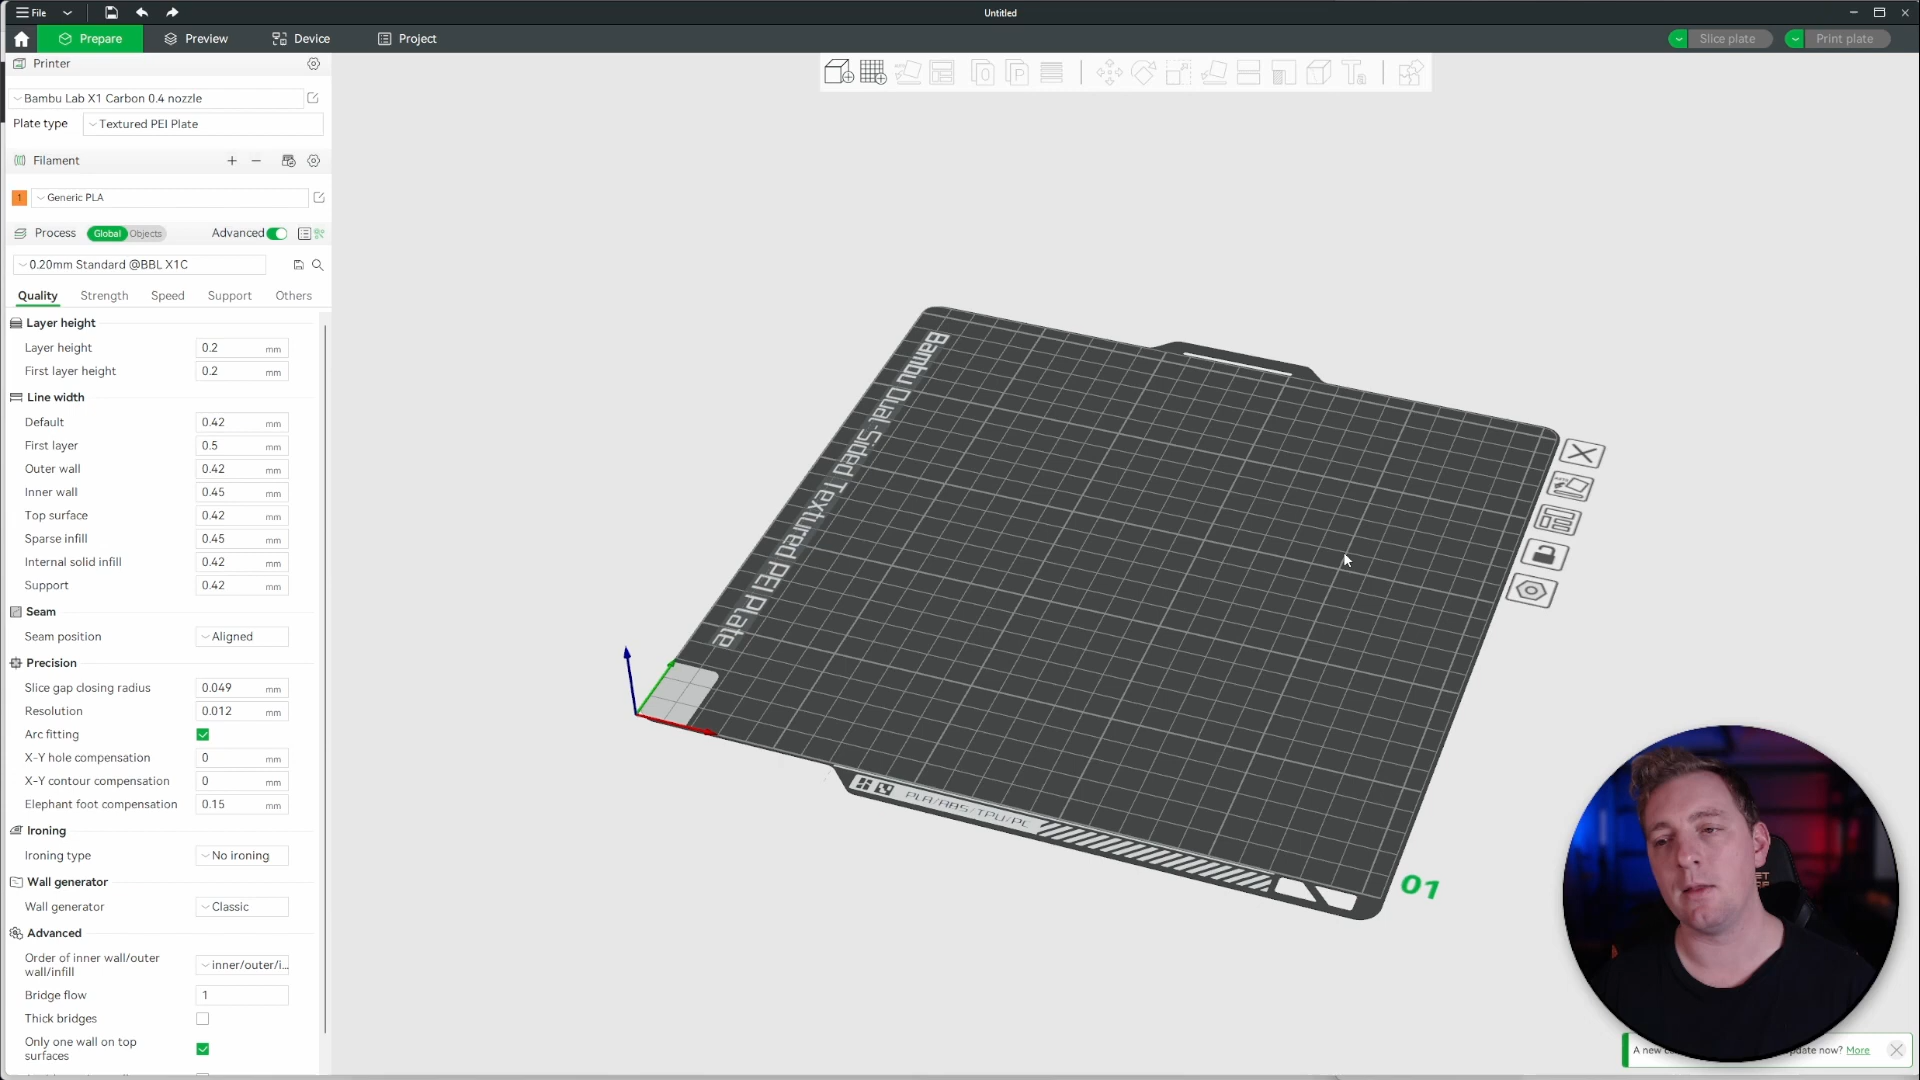 File
Untitled
Prepare
Preview
Device
Project
Slice plate
Print plate
Printer
Bambu Lab X1 Carbon 0.4 nozzle
Plate type
Textured PEI Plate
Filament
1
Generic PLA
Process
Global
Objects
Advanced
0.20mm Standard @BBL X1C
Quality
Strength
Speed
Support
Others
Layer height
Layer height 0.2 mm
First layer height 0.2 mm
Line width
Default 0.42 mm
First layer 0.5 mm
Outer wall 0.42 mm
Inner wall 0.45 mm
Top surface 0.42 mm
Sparse infill 0.45 mm
Internal solid infill 0.42 mm
Support 0.42 mm
Seam
Seam position Aligned
Precision
Slice gap closing radius 0.049 mm
Resolution 0.012 mm
Arc fitting
X-Y hole compensation 0 mm
X-Y contour compensation 0 mm
Elephant foot compensation 0.15 mm
Ironing
Ironing type No ironing
Wall generator
Wall generator Classic
Advanced
Order of inner wall/outer
wall/infill inner/outer/i...
Bridge flow 1
Thick bridges
Only one wall on top
surfaces
Bambu Dual-Sided Textured PEI Plate
PLA/ABS/TPU/PC
01
A new
update now? More